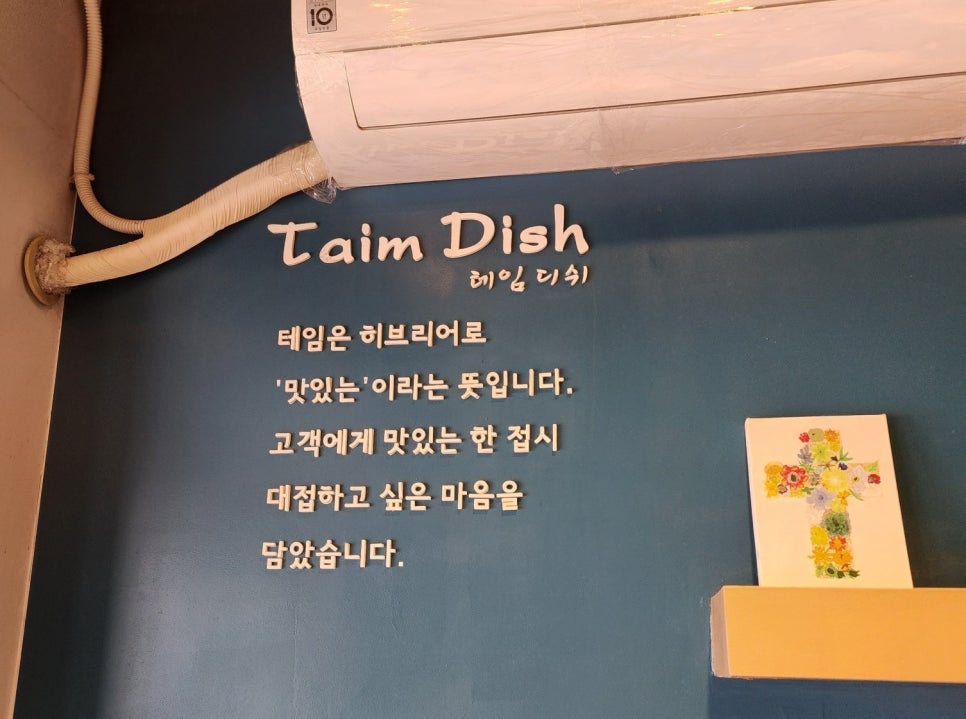 10
Taim Dish
테임 디쉬
테임은 히브리어로
'맛있는'이라는 뜻입니다.
고객에게 맛있는 한 접시
대접하고 싶은 마음을
담았습니다.